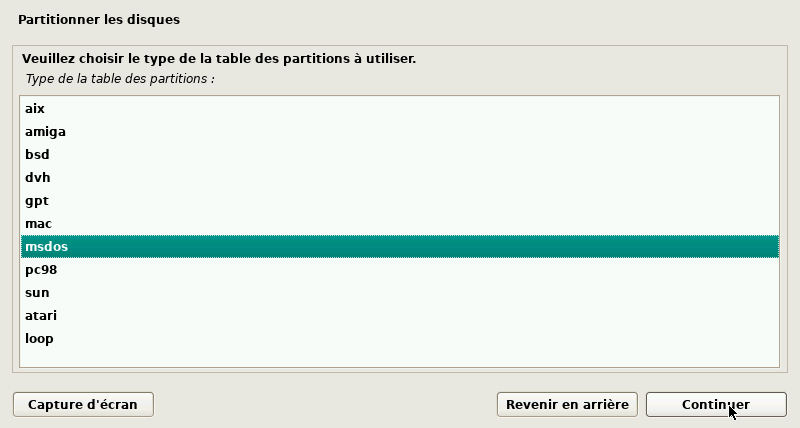 Partitionner les disques
Veuillez choisir le type de la table des partitions à utiliser.
Type de la table des partitions :
aix
amiga
bsd
dvh
gpt
mac
msdos
pc98
sun
atari
loop
Capture d'écran
Revenir en arrière
Continuer